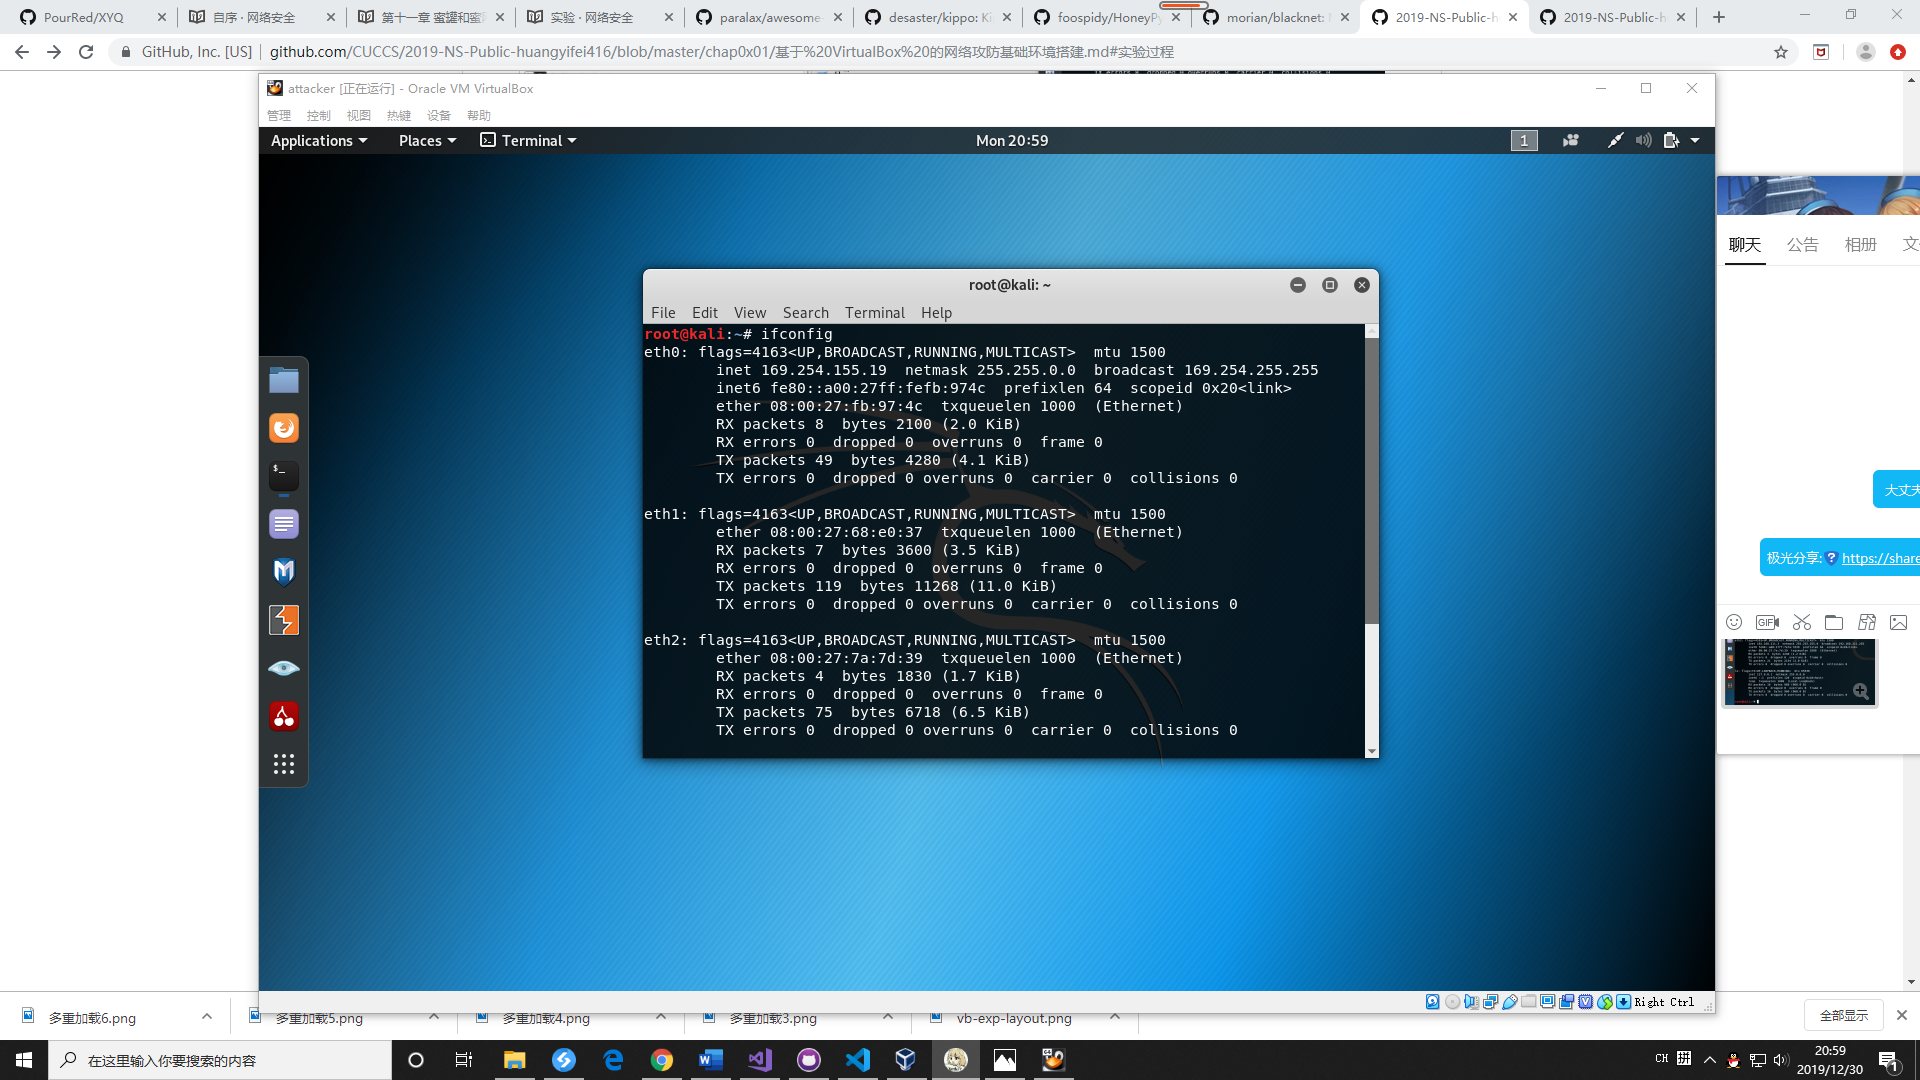 PourRed/XYQ
自序 · 网络安全
第十一章 蜜罐和蜜
实验 · 网络安全
paralax/awesome-
desaster/kippo: Ki
foospidy/HoneyPy
morian/blacknet: 
2019-NS-Public-h
2019-NS-Public-h
GitHub, Inc. [US] | github.com/CUCCS/2019-NS-Public-huangyifei416/blob/master/chap0x01/基于%20VirtualBox%20的网络攻防基础环境搭建.md#实验过程
attacker [正在运行] - Oracle VM VirtualBox
管理 控制 视图 热键 设备 帮助
Applications Places Terminal Mon 20:59 1
聊天 公告 相册 文
root@kali: ~
File Edit View Search Terminal Help
root@kali:~# ifconfig
eth0: flags=4163<UP,BROADCAST,RUNNING,MULTICAST>  mtu 1500
        inet 169.254.155.19  netmask 255.255.0.0  broadcast 169.254.255.255
        inet6 fe80::a00:27ff:fefb:974c  prefixlen 64  scopeid 0x20<link>
        ether 08:00:27:fb:97:4c  txqueuelen 1000  (Ethernet)
        RX packets 8  bytes 2100 (2.0 KiB)
        RX errors 0  dropped 0  overruns 0  frame 0
        TX packets 49  bytes 4280 (4.1 KiB)
        TX errors 0  dropped 0 overruns 0  carrier 0  collisions 0
eth1: flags=4163<UP,BROADCAST,RUNNING,MULTICAST>  mtu 1500
        ether 08:00:27:68:e0:37  txqueuelen 1000  (Ethernet)
        RX packets 7  bytes 3600 (3.5 KiB)
        RX errors 0  dropped 0  overruns 0  frame 0
        TX packets 119  bytes 11268 (11.0 KiB)
        TX errors 0  dropped 0 overruns 0  carrier 0  collisions 0
eth2: flags=4163<UP,BROADCAST,RUNNING,MULTICAST>  mtu 1500
        ether 08:00:27:7a:7d:39  txqueuelen 1000  (Ethernet)
        RX packets 4  bytes 1830 (1.7 KiB)
        RX errors 0  dropped 0  overruns 0  frame 0
        TX packets 75  bytes 6718 (6.5 KiB)
        TX errors 0  dropped 0 overruns 0  carrier 0  collisions 0
大丈夫
极光分享: https://share
GIF
Right Ctrl
多重加载6.png
多重加载5.png
多重加载4.png
多重加载3.png
vb-exp-layout.png
全部显示
在这里输入你要搜索的内容
CH 拼
20:59
2019/12/30
1